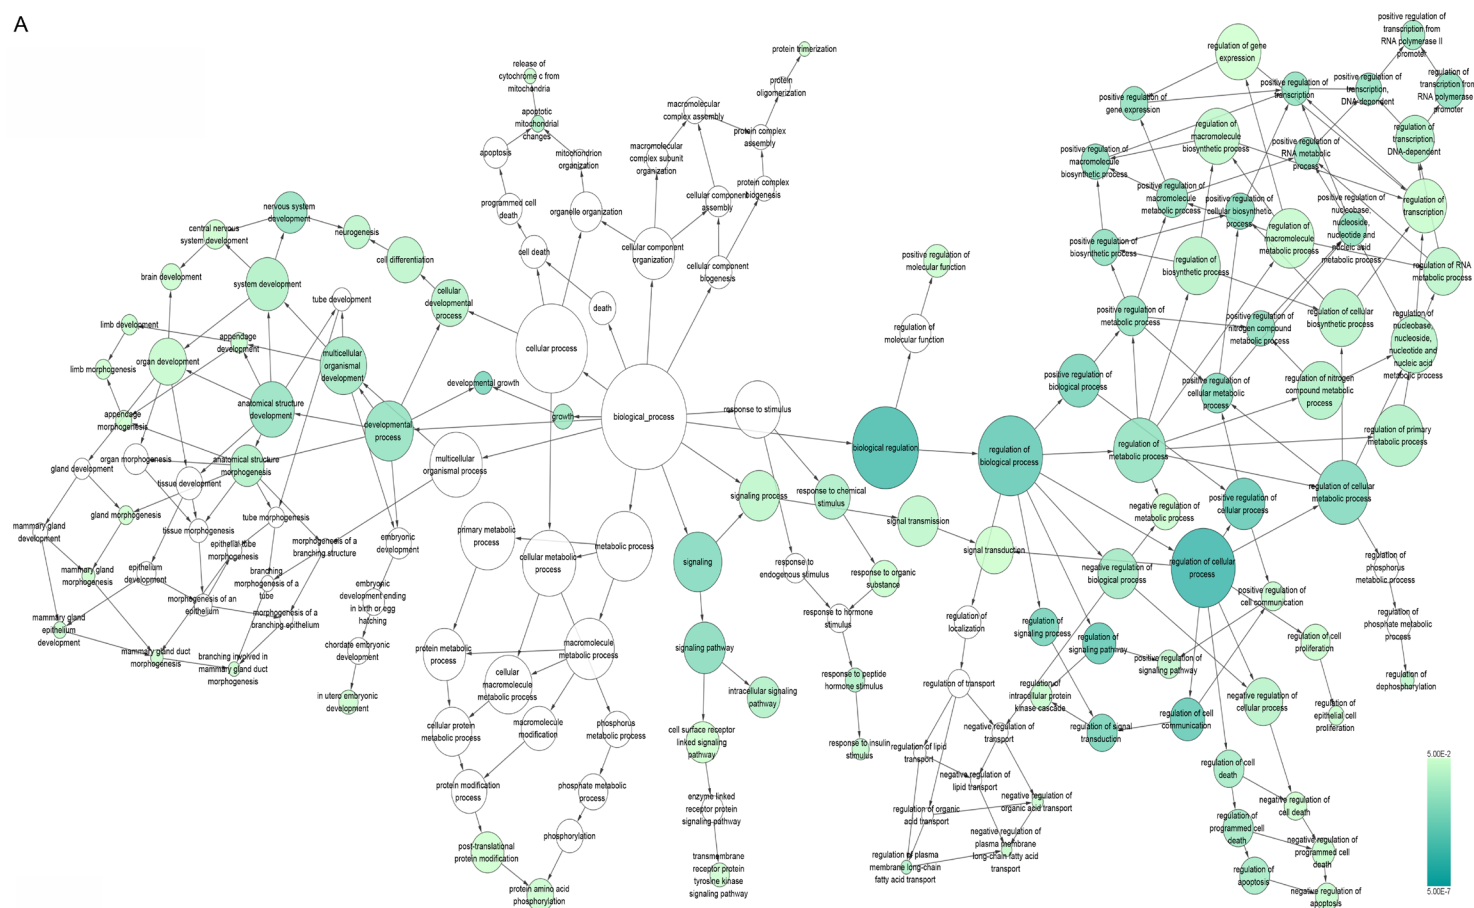 A
release of
cytochrome c from
mitochondria
apoptotic
mitochondrial
changes
apoptosis
mitochondrion
organization
programmed cell
death
organelle organization
cell death
death
macromolecular
complex assembly
macromolecular
complex subunit
organization
cellular component
assembly
cellular component
organization
cellular component
biogenesis
protein trimerization
protein
oligomerization
protein complex
assembly
protein complex
biogenesis
nervous system
development
central nervous
system development
neurogenesis
cell differentiation
brain development
system development
tube development
cellular
developmental
process
limb development
appendage
development
organ development
multicellular
organismal
development
limb morphogenesis
anatomical structure
development
appendage
morphogenesis
developmental
process
developmental growth
growth
cellular process
biological_process
gland development
organ morphogenesis
anatomical structure
morphogenesis
tissue development
multicellular
organismal process
gland morphogenesis
mammary gland
development
tissue morphogenesis
tube morphogenesis
epithelial tube
morphogenesis
morphogenesis of a
branching structure
embryonic
development
mammary gland
morphogenesis
epithelium
development
branching
morphogenesis of a
tube
morphogenesis of an
epithelium
morphogenesis of a
branching epithelium
embryonic
development ending
in birth or egg
hatching
mammary gland
epithelium
development
mammary gland duct
morphogenesis
branching involved in
mammary gland duct
morphogenesis
chordate embryonic
development
in utero embryonic
development
primary metabolic
process
cellular metabolic
process
metabolic process
protein metabolic
process
macromolecule
metabolic process
cellular
macromolecule
metabolic process
cellular protein
metabolic process
macromolecule
modification
phosphorus
metabolic process
protein modification
process
phosphate metabolic
process
phosphorylation
post-translational
protein modification
protein amino acid
phosphorylation
positive regulation of
molecular function
regulation of
molecular function
response to stimulus
biological regulation
signaling process
response to chemical
stimulus
signal transmission
signal transduction
signaling
response to
endogenous stimulus
response to organic
substance
response to hormone
stimulus
signaling pathway
response to peptide
hormone stimulus
intracellular signaling
pathway
cell surface receptor
linked signaling
pathway
response to insulin
stimulus
enzyme linked
receptor protein
signaling pathway
transmembrane
receptor protein
tyrosine kinase
signaling pathway
regulation of
localization
regulation of transport
regulation of lipid
transport
negative regulation of
transport
negative regulation of
lipid transport
regulation of organic
acid transport
negative regulation of
organic acid transport
regulation of plasma
membrane long-chain
fatty acid transport
negative regulation of
plasma membrane
long-chain fatty acid
transport
regulation of gene
expression
positive regulation of
transcription from
RNA polymerase II
promoter
positive regulation of
transcription
positive regulation of
transcription,
DNA-dependent
regulation of
transcription from
RNA polymerase
promoter
positive regulation of
gene expression
regulation of
macromolecule
biosynthetic process
regulation of
transcription,
DNA-dependent
positive regulation of
macromolecule
biosynthetic process
positive regulation of
RNA metabolic
process
positive regulation of
macromolecule
metabolic process
positive regulation of
cellular biosynthetic
process
positive regulation of
nucleobase,
nucleoside,
nucleotide and
nucleic acid
metabolic process
regulation of
transcription
positive regulation of
biosynthetic process
regulation of
macromolecule
metabolic process
regulation of
biosynthetic process
regulation of RNA
metabolic process
positive regulation of
metabolic process
positive regulation of
nitrogen compound
metabolic process
regulation of cellular
biosynthetic process
regulation of
nucleobase,
nucleoside,
nucleotide and
nucleic acid
metabolic process
positive regulation of
biological process
positive regulation of
cellular metabolic
process
regulation of nitrogen
compound metabolic
process
regulation of
biological process
regulation of
metabolic process
regulation of primary
metabolic process
regulation of cellular
metabolic process
negative regulation of
metabolic process
positive regulation of
cellular process
negative regulation of
biological process
regulation of cellular
process
regulation of
phosphorus
metabolic process
positive regulation of
cell communication
regulation of
signaling process
regulation of
signaling pathway
positive regulation of
signaling pathway
regulation of cell
proliferation
regulation of
phosphate metabolic
process
regulation of
dephosphorylation
regulation of
intracellular protein
kinase cascade
regulation of signal
transduction
regulation of cell
communication
negative regulation of
cellular process
regulation of
epithelial cell
proliferation
regulation of cell
death
negative regulation of
cell death
regulation of
programmed cell
death
negative regulation of
programmed cell
death
regulation of
apoptosis
negative regulation of
apoptosis
5.00E-2
5.00E-7